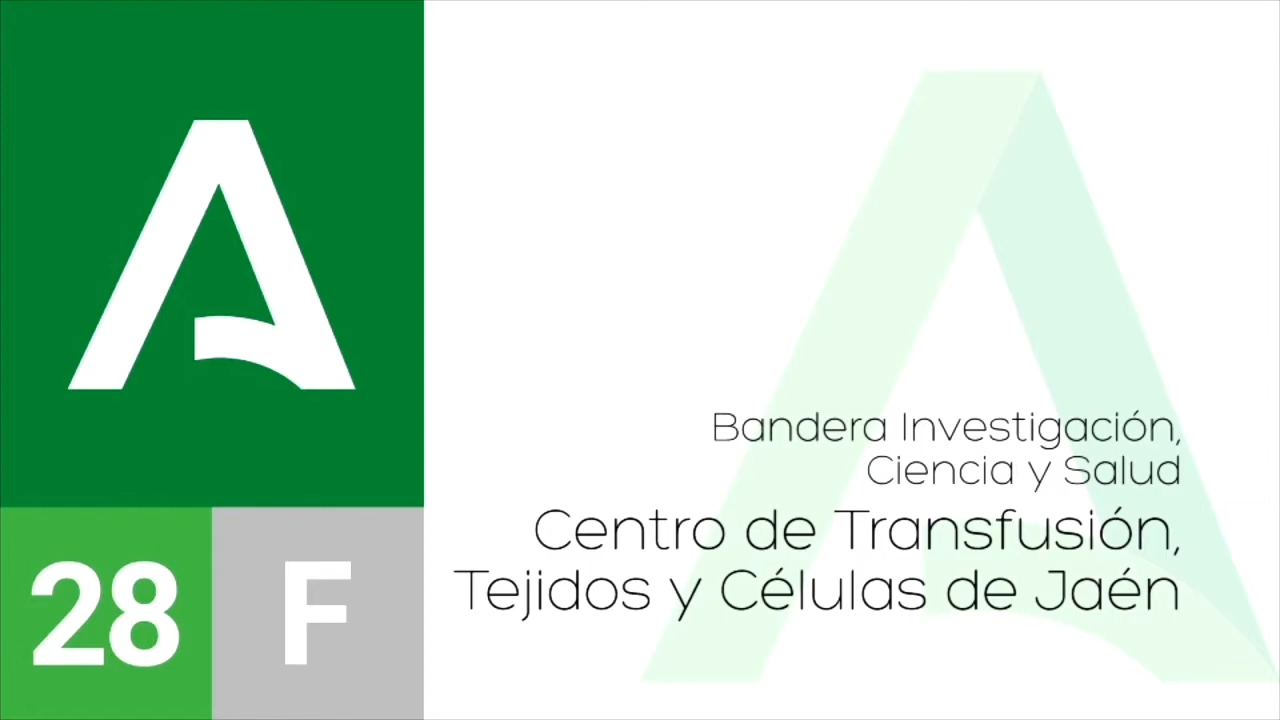 28 F
Bandera Investigación,
Ciencia y Salud
Centro de Transfusión,
Tejidos y Células de Jaén